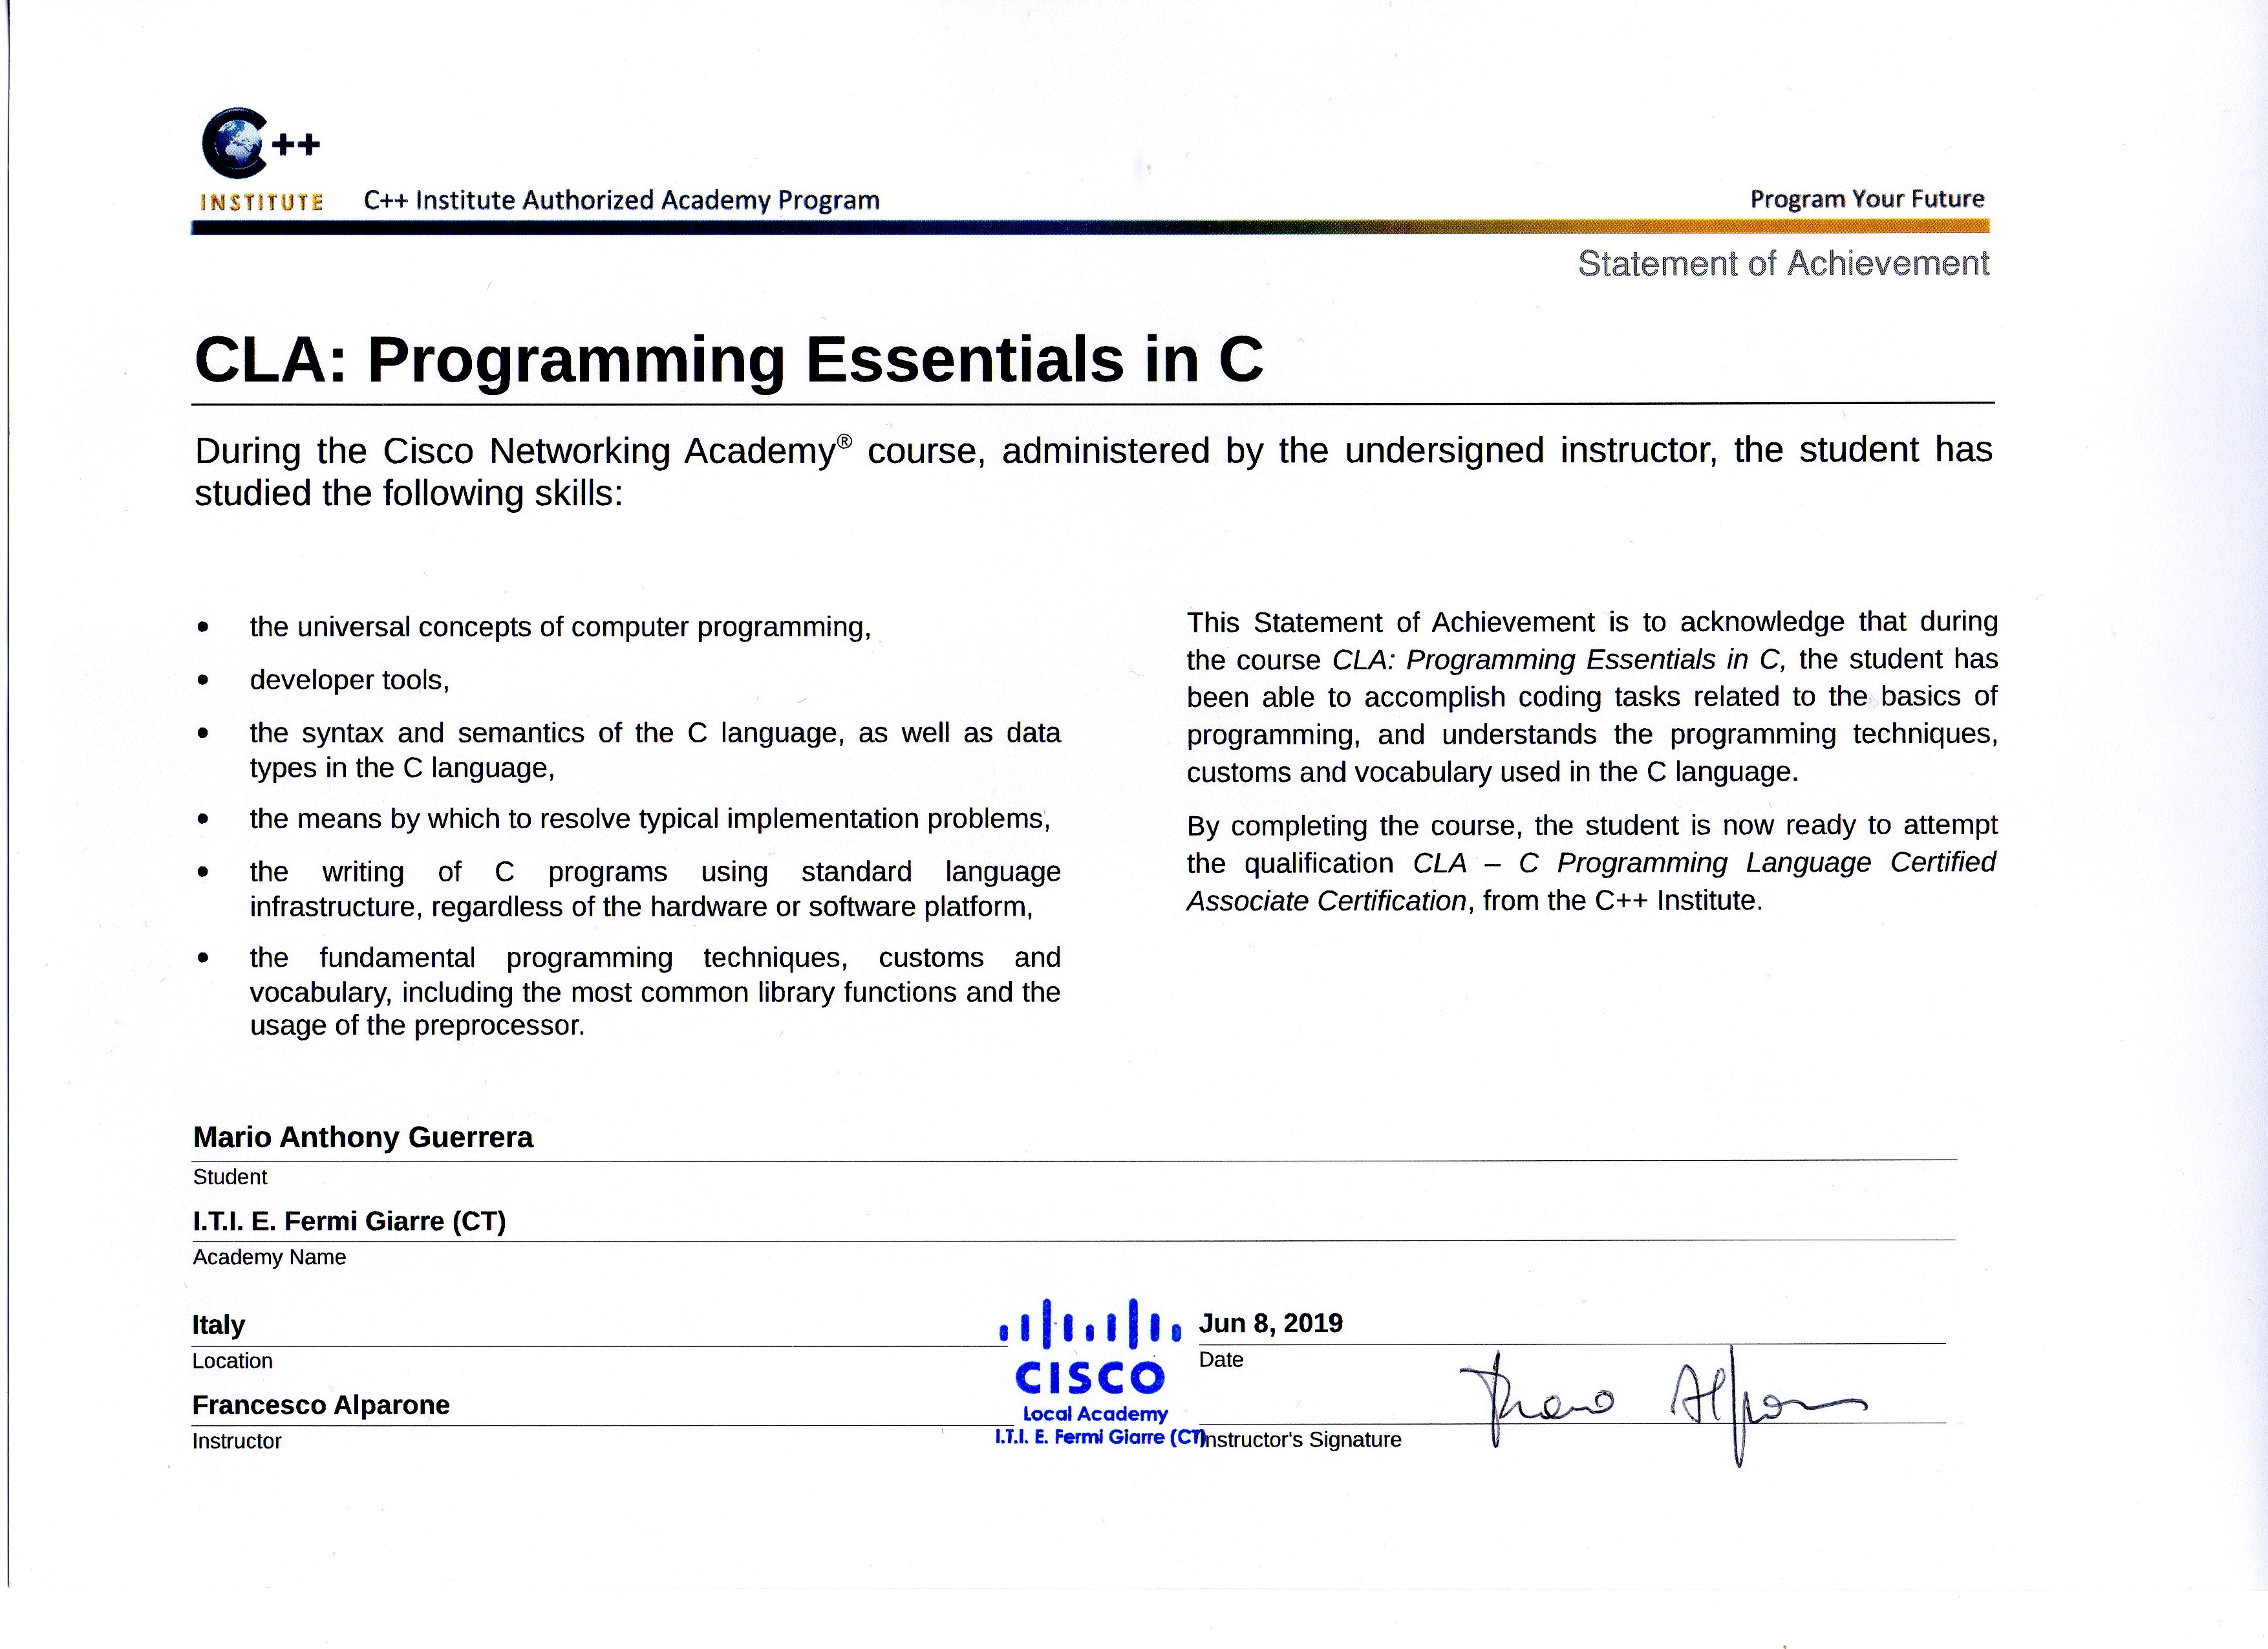 C++
INSTITUTE
C++ Institute Authorized Academy Program
Program Your Future
Statement of Achievement
CLA: Programming Essentials in C
During the Cisco Networking Academy® course, administered by the undersigned instructor, the student has
studied the following skills:
• the universal concepts of computer programming,
• developer tools,
• the syntax and semantics of the C language, as well as data
types in the C language,
• the means by which to resolve typical implementation problems,
• the writing of C programs using standard language
infrastructure, regardless of the hardware or software platform,
• the fundamental programming techniques, customs and
vocabulary, including the most common library functions and the
usage of the preprocessor.
This Statement of Achievement is to acknowledge that during
the course CLA: Programming Essentials in C, the student has
been able to accomplish coding tasks related to the basics of
programming, and understands the programming techniques,
customs and vocabulary used in the C language.
By completing the course, the student is now ready to attempt
the qualification CLA – C Programming Language Certified
Associate Certification, from the C++ Institute.
Mario Anthony Guerrera
Student
I.T.I. E. Fermi Giarre (CT)
Academy Name
Italy
Location
Francesco Alparone
Instructor
CISCO
Local Academy
I.T.I. E. Fermi Giarre (CT)
Jun 8, 2019
Date
Instructor's Signature